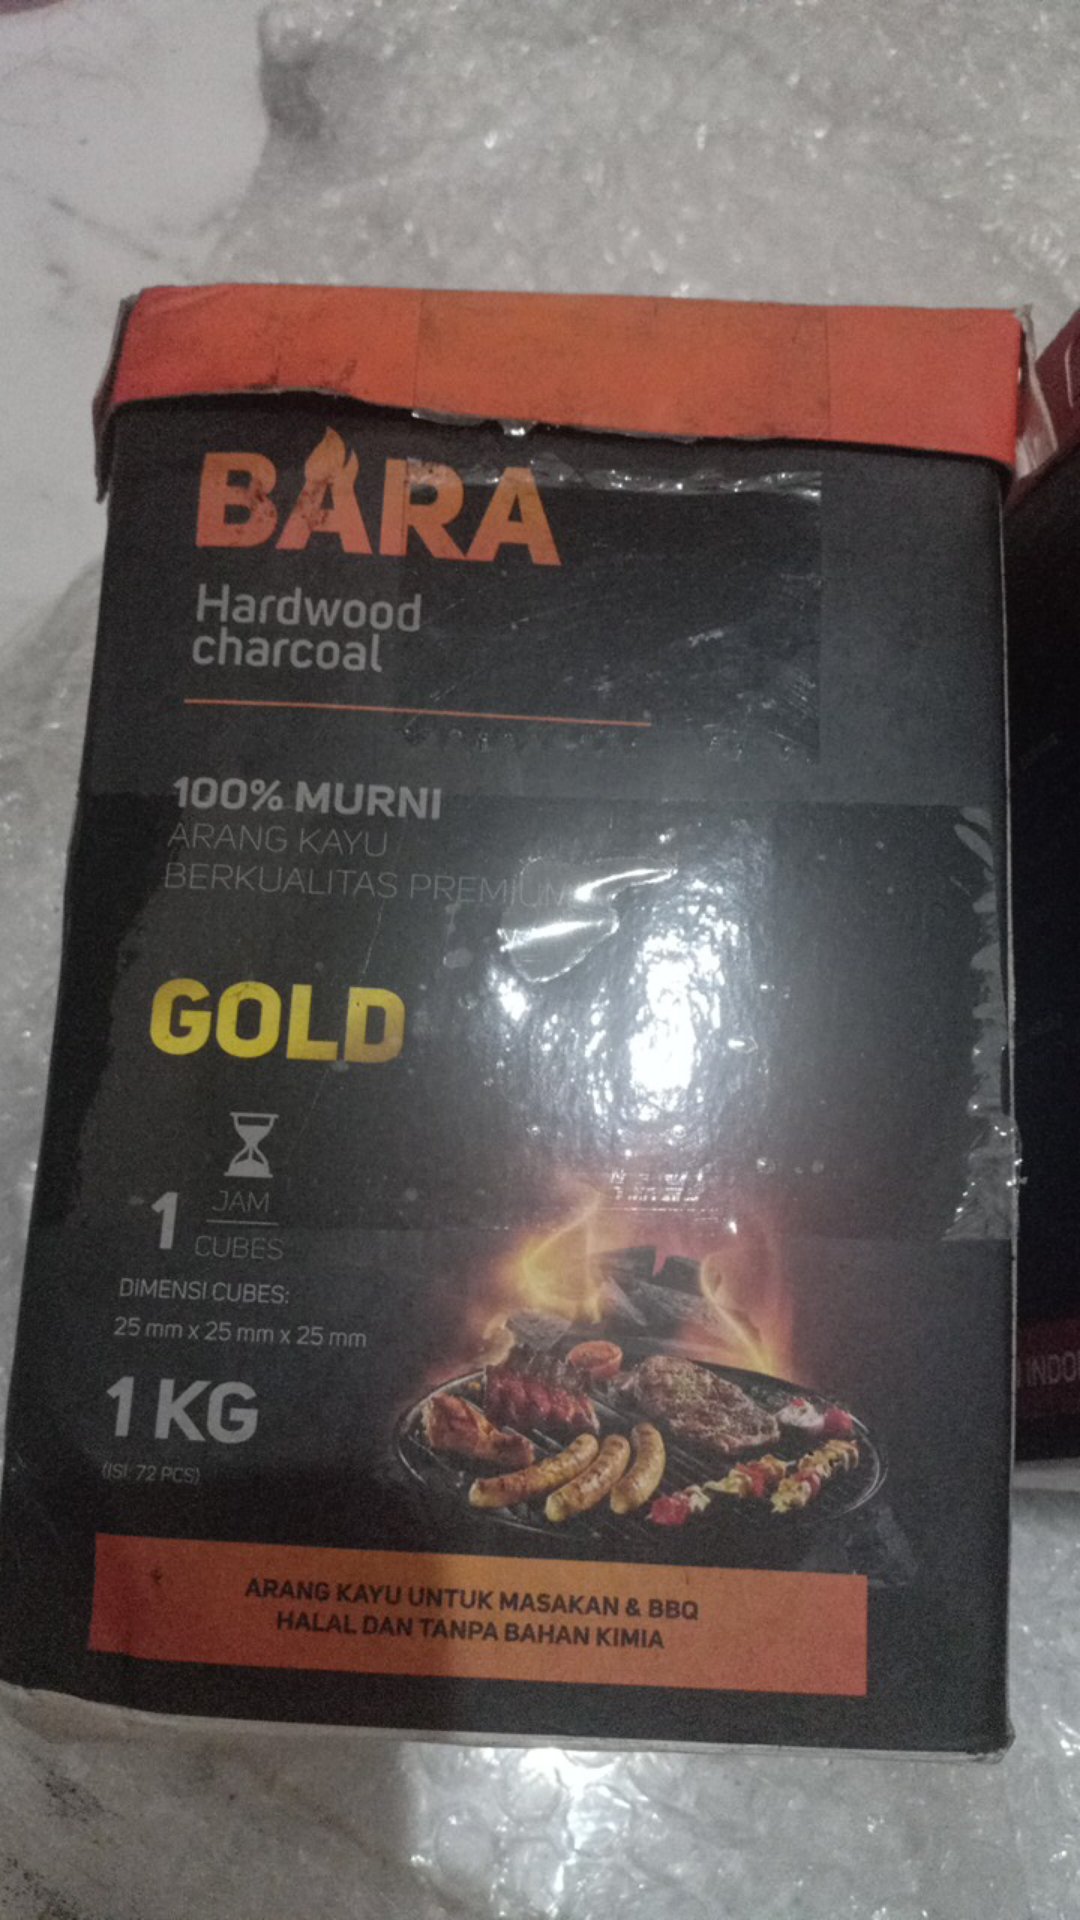 BARA
Hardwood
charcoal
100% MURNI
ARANG KAYU
BERKUALITAS PREMIUM
GOLD
1 JAM
CUBES
DIMENSI CUBES:
25 mm x 25 mm x 25 mm
1 KG
(ISI: 72 PCS)
ARANG KAYU UNTUK MASAKAN & BBQ
HALAL DAN TANPA BAHAN KIMIA